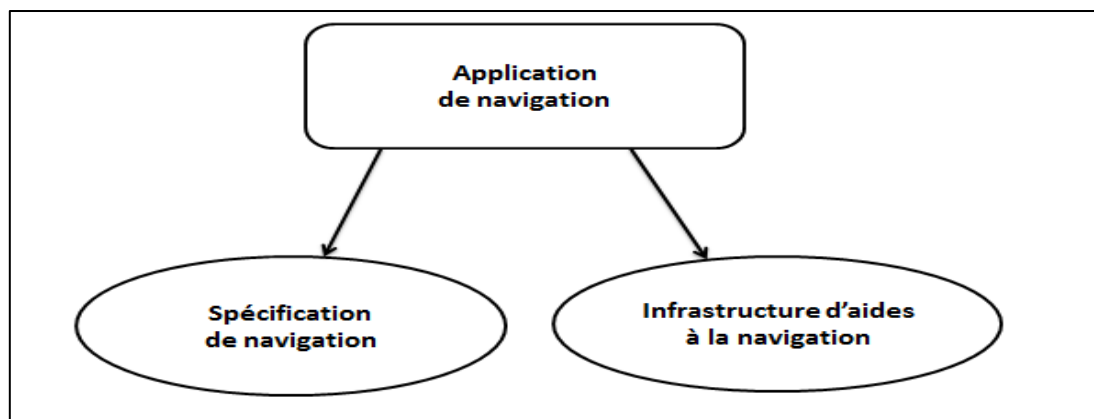 Application
de navigation
Spécification
de navigation
Infrastructure d'aides
à la navigation